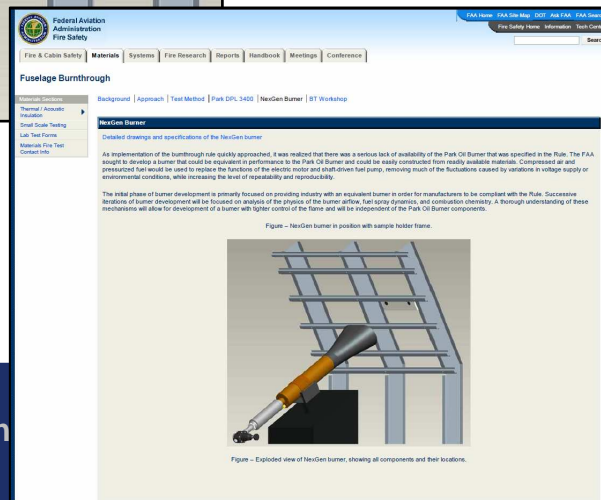 Federal Aviation
Administration
Fire Safety
FAA Home FAA Site Map DOT Ask FAA FAA Search
Fire Safety Home Information Tech Center
Search
Fire & Cabin Safety Materials Systems Fire Research Reports Handbook Meetings Conference
Fuselage Burnthrough
Materials Sections
Thermal / Acoustic
Insulation
Small Scale Testing
Lab Test Forms
Materials Fire Test
Contact Info
Background | Approach | Test Method | Park DPL 3400 | NexGen Burner | BT Workshop
NexGen Burner
Detailed drawings and specifications of the NexGen burner
As implementation of the burnthrough rule quickly approached, it was realized that there was a serious lack of availability of the Park Oil Burner that was specified in the Rule. The FAA
sought to develop a burner that could be equivalent in performance to the Park Oil Burner and could be easily constructed from readily available materials. Compressed air and
pressurized fuel would be used to replace the functions of the electric motor and shaft-driven fuel pump, removing much of the fluctuations caused by variations in voltage supply or
environmental conditions, while increasing the level of repeatability and reproducibility.
The initial phase of burner development is primarily focused on providing industry with an equivalent burner in order for manufacturers to be compliant with the Rule. Successive
iterations of burner development will be focused on analysis of the physics of the burner airflow, fuel spray dynamics, and combustion chemistry. A thorough understanding of these
mechanisms will allow for development of a burner with tighter control of the flame and will be independent of the Park Oil Burner components.
Figure – NexGen burner in position with sample holder frame.
Figure – Exploded view of NexGen burner, showing all components and their locations.